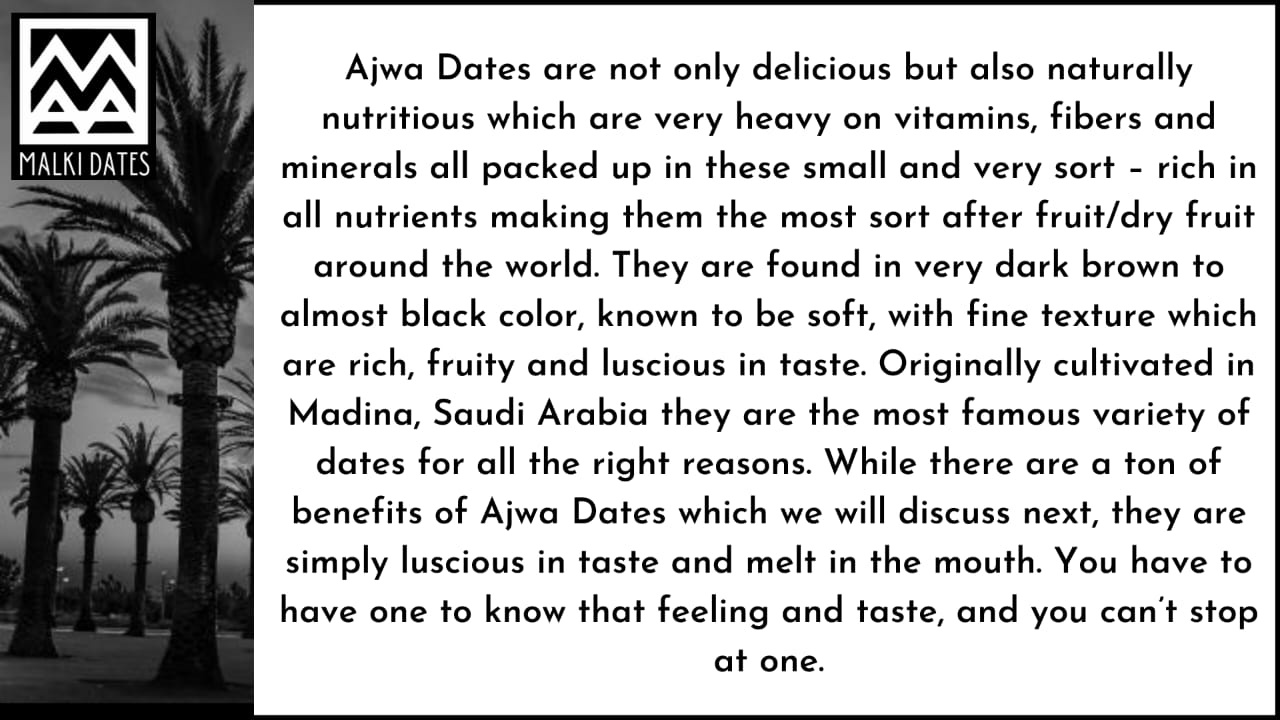 MALKI DATES
Ajwa Dates are not only delicious but also naturally
nutritious which are very heavy on vitamins, fibers and
minerals all packed up in these small and very sort – rich in
all nutrients making them the most sort after fruit/dry fruit
around the world. They are found in very dark brown to
almost black color, known to be soft, with fine texture which
are rich, fruity and luscious in taste. Originally cultivated in
Madina, Saudi Arabia they are the most famous variety of
dates for all the right reasons. While there are a ton of
benefits of Ajwa Dates which we will discuss next, they are
simply luscious in taste and melt in the mouth. You have to
have one to know that feeling and taste, and you can't stop
at one.